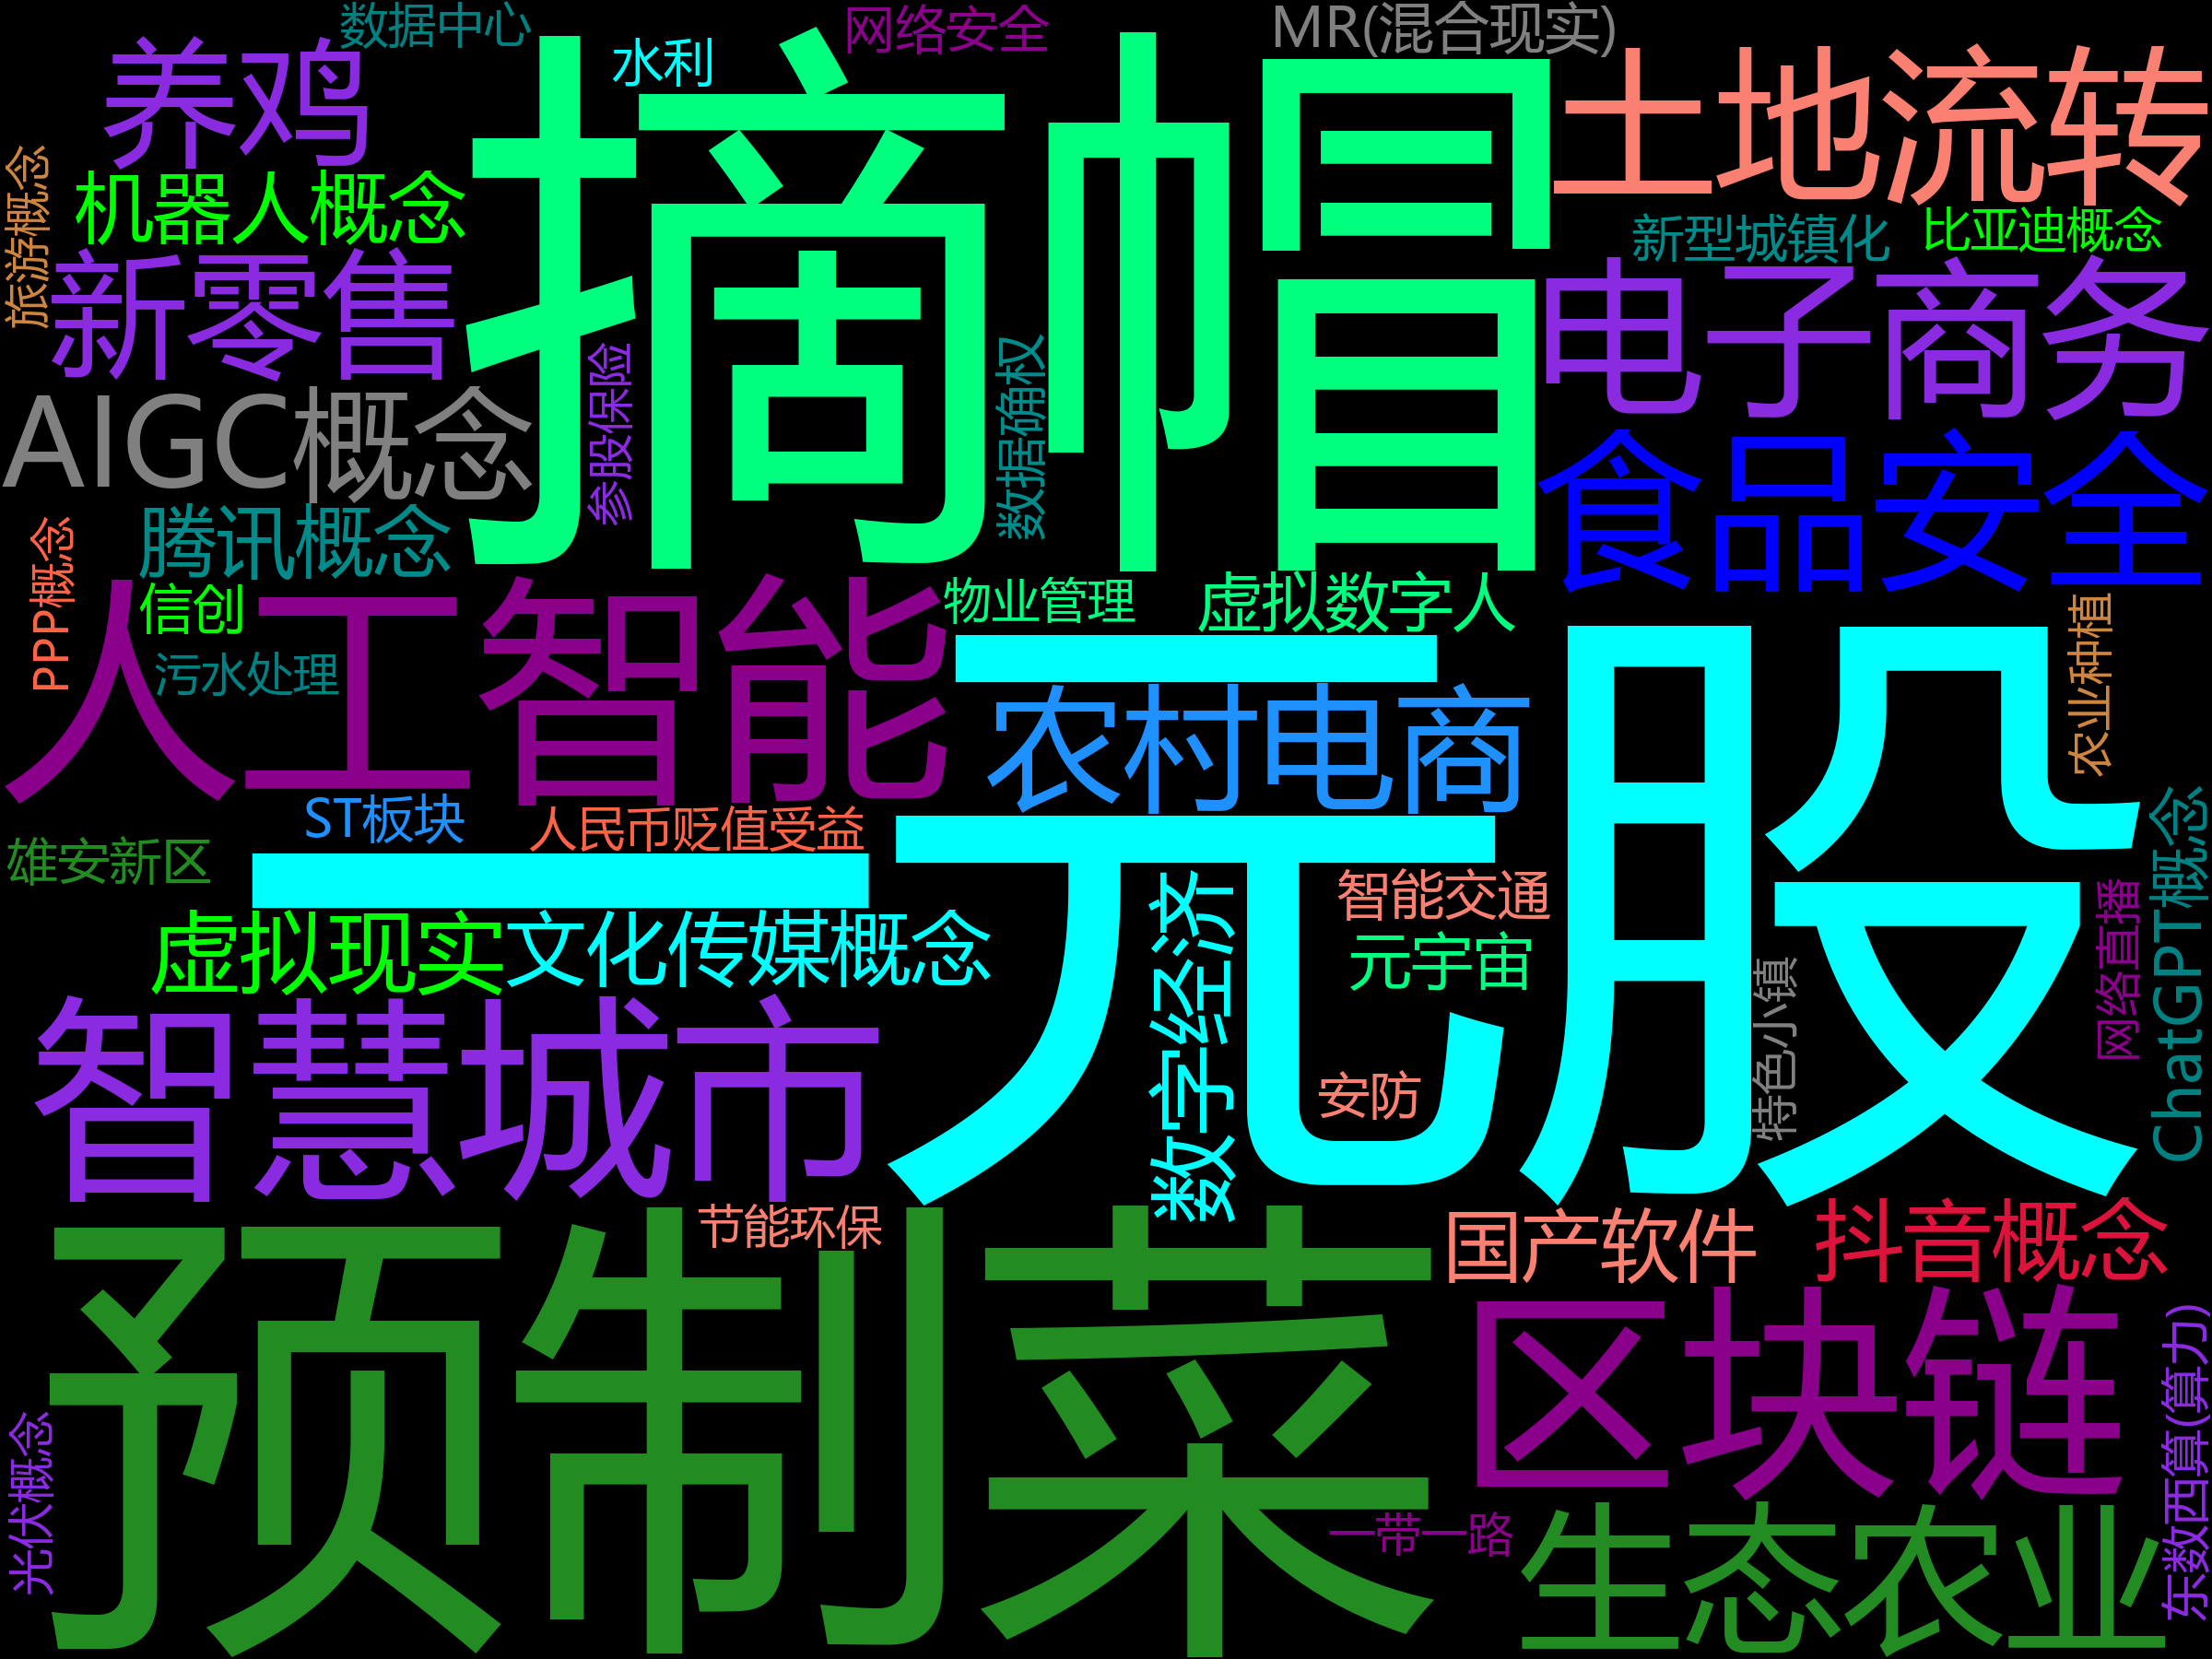 数据中心
网络安全
MR(混合现实)
水利
养鸡
摘帽
土地流转
旅游概念
机器人概念
新型城镇化
比亚迪概念
新零售
电子商务
参股保险
数据确权
AIGC概念
食品安全
腾讯概念
PPP概念
信创
人工智能
物业管理
虚拟数字人
农业种植
污水处理
一元股
农村电商
ST板块
人民币贬值受益
雄安新区
ChatGPT概念
智能交通
数字经济
网络直播
虚拟现实
文化传媒概念
元宇宙
特色小镇
智慧城市
安防
节能环保
国产软件
抖音概念
预制菜
区块链
东数西算(算力)
光伏概念
一带一路
生态农业